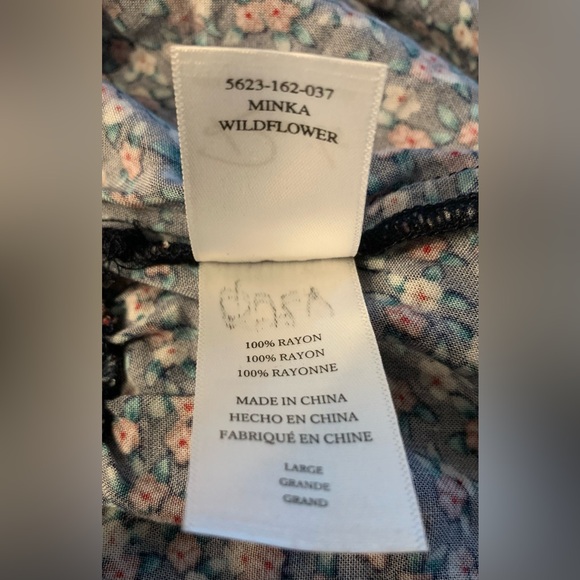 5623-162-037
MINKA
WILDFLOWER
100% RAYON
100% RAYON
100% RAYONNE
MADE IN CHINA
HECHO EN CHINA
FABRIQUÉ EN CHINE
LARGE
GRANDE
GRAND